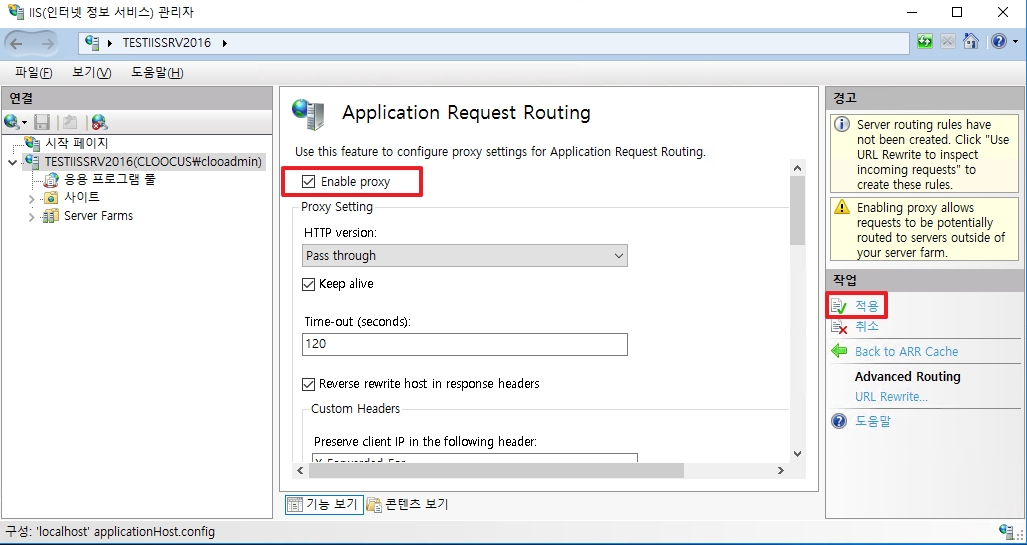 IIS(인터넷 정보 서비스) 관리자
TESTIISSRV2016
파일(F) 보기(V) 도움말(H)
연결
시작 페이지
TESTIISSRV2016(CLOOCUS\clooadmin)
응용 프로그램 풀
사이트
Server Farms
Application Request Routing
Use this feature to configure proxy settings for Application Request Routing.
Enable proxy
Proxy Setting
HTTP version:
Pass through
Keep alive
Time-out (seconds):
120
Reverse rewrite host in response headers
Custom Headers
Preserve client IP in the following header:
X-Forwarded-For
기능 보기 콘텐츠 보기
경고
Server routing rules have
not been created. Click "Use
URL Rewrite to inspect
incoming requests" to
create these rules.
Enabling proxy allows
requests to be potentially
routed to servers outside of
your server farm.
작업
적용
취소
Back to ARR Cache
Advanced Routing
URL Rewrite...
도움말
구성: 'localhost' applicationHost.config